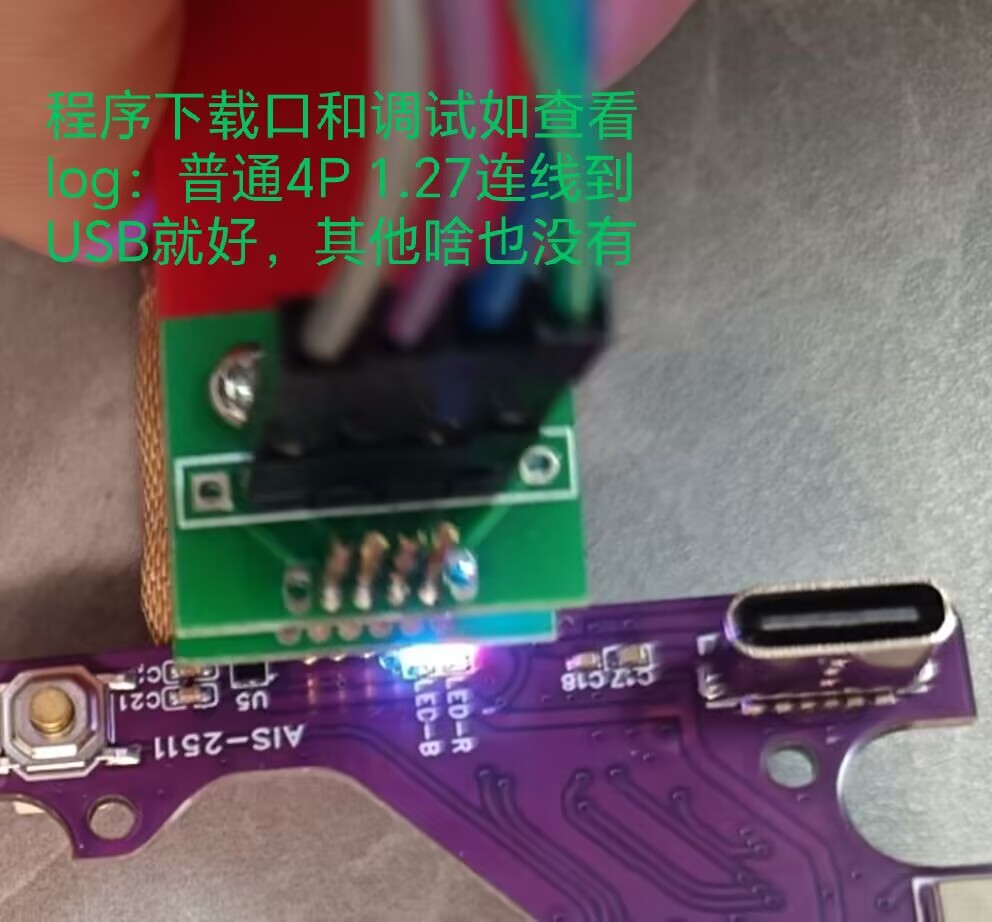 程序下载口和调试如查看
log：普通4P 1.27连线到
USB就好，其他啥也没有
C21
U5
C17
C18
AIS-2511
LED-B
LED-R